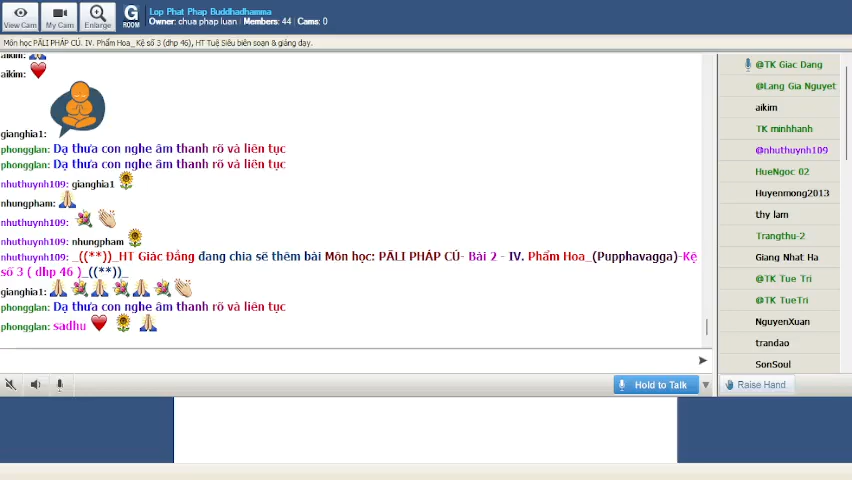 View Cam
My Cam
Enlarge
G
ROOM
Lop Phat Phap Buddhadhamma
Owner: chua phap luan | Members: 44 | Cams: 0
Môn học PĀLI PHÁP CÚ. IV. Phẩm Hoa_ Kệ số 3 (dhp 46), HT Tuệ Siêu biên soạn & giảng dạy.
aikim:
aikim:
gianghia1:
phongglan: Dạ thưa con nghe âm thanh rõ và liên tục
phongglan: Dạ thưa con nghe âm thanh rõ và liên tục
nhuthuynh109: gianghia1
nhungpham:
nhuthuynh109:
nhuthuynh109: nhungpham
nhuthuynh109: _((**))_HT Giác Đẳng đang chia sẽ thêm bài Môn học: PĀLI PHÁP CÚ- Bài 2 - IV. Phẩm Hoa_(Pupphavagga)-Kệ
số 3 ( dhp 46 )_((**))_
gianghia1:
phongglan: Dạ thưa con nghe âm thanh rõ và liên tục
phongglan: sadhu
Hold to Talk
@TK Giac Dang
@Lang Gia Nguyet
aikim
TK minhhanh
@nhuthuynh109
HueNgoc 02
Huyenmong2013
thy lam
Trangthu-2
Giang Nhat Ha
@TK Tue Tri
@TK TueTri
NguyenXuan
trandao
SonSoul
Raise Hand